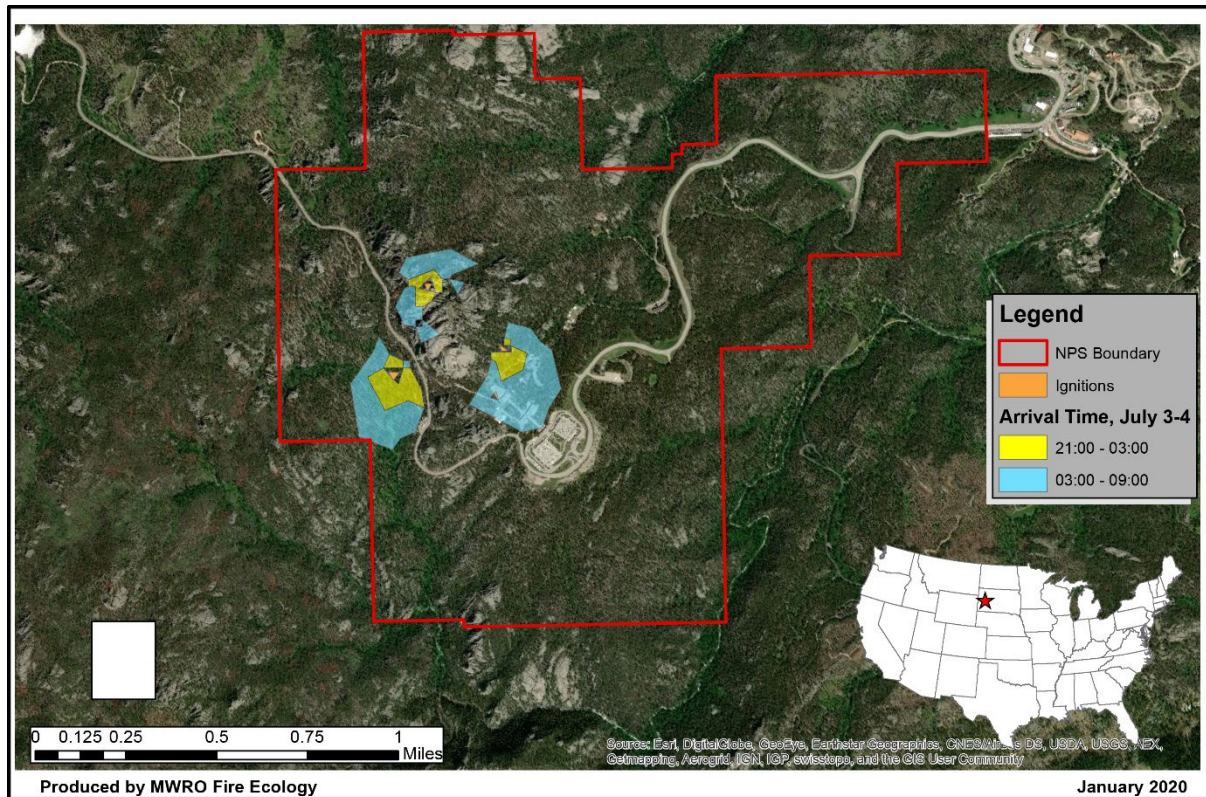 Legend
NPS Boundary
Ignitions
Arrival Time, July 3-4
21:00 - 03:00
03:00 - 09:00
0 0.125 0.25 0.5 0.75 1
Miles
Source: Esri, DigitalGlobe, GeoEye, Earthstar Geographics, CNES/Airbus DS, USDA, USGS, AEX,
Getmapping, Aerogrid, IGN, IGP, swisstopo, and the GIS User Community
Produced by MWRO Fire Ecology
January 2020